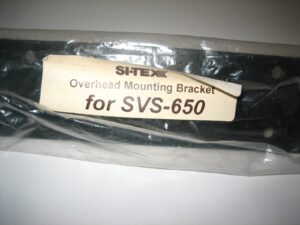 SI-TEX
Overhead Mounting Bracket
for SVS-650